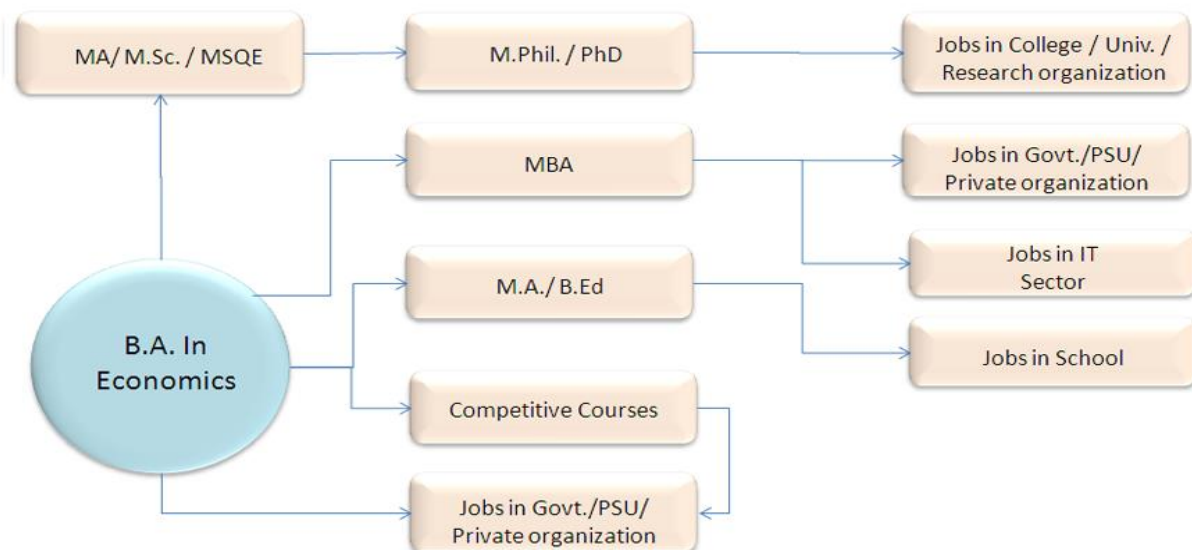 MA/ M.Sc. / MSQE
M.Phil. / PhD
Jobs in College / Univ. /
Research organization
MBA
Jobs in Govt./PSU/
Private organization
Jobs in IT
Sector
M.A./ B.Ed
B.A. In
Economics
Jobs in School
Competitive Courses
Jobs in Govt./PSU/
Private organization